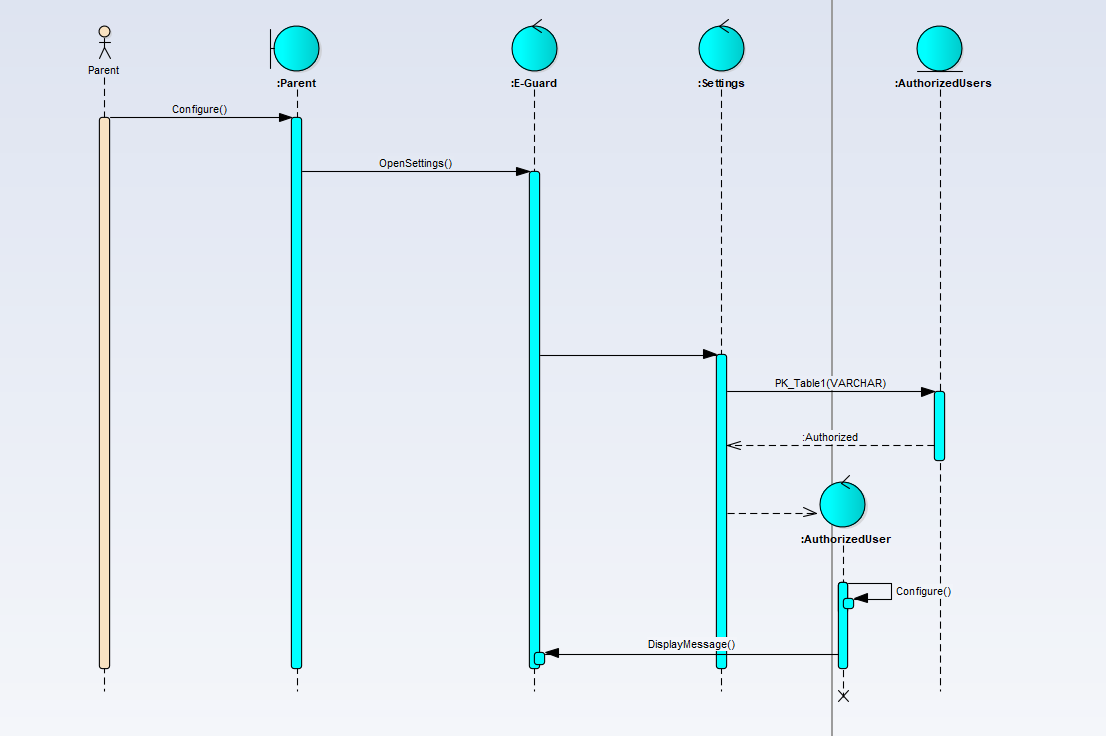 Parent
:Parent
:E-Guard
:Settings
:AuthorizedUsers
Configure()
OpenSettings()
PK_Table1(VARCHAR)
:Authorized
:AuthorizedUser
Configure()
DisplayMessage()